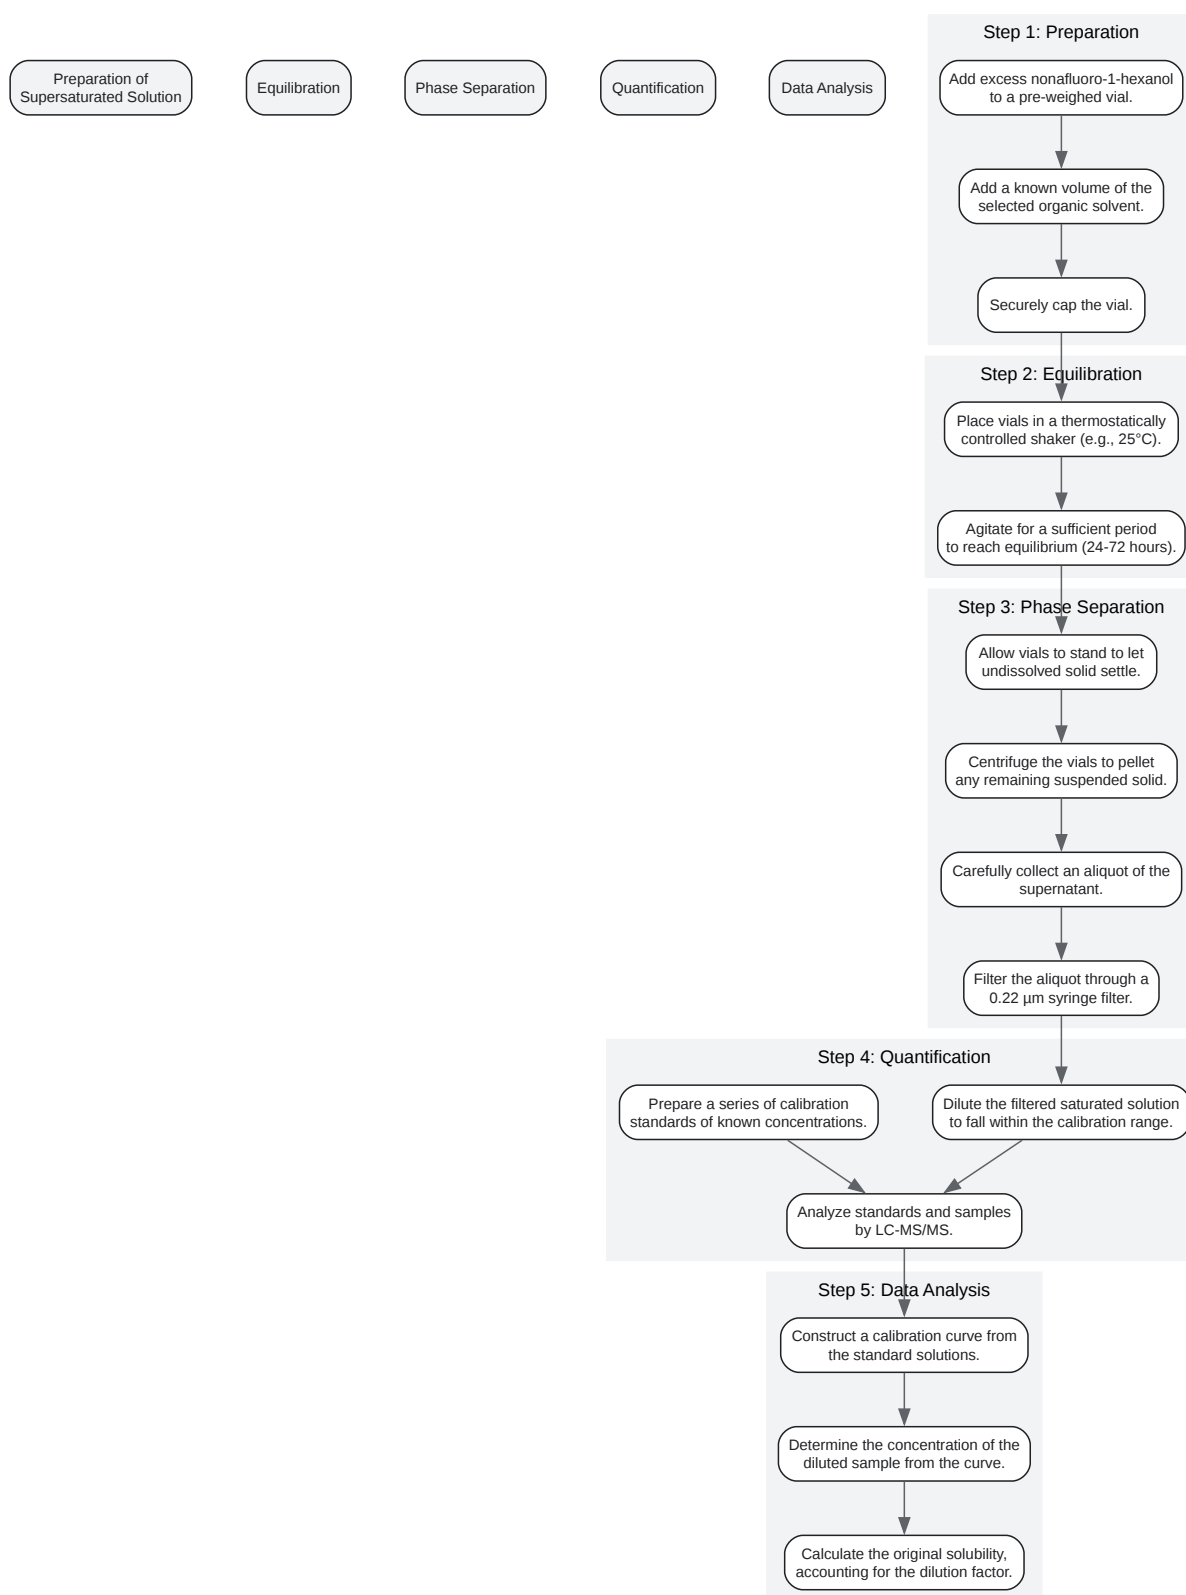 Step 1: Preparation
Preparation of
Supersaturated Solution
Equilibration
Phase Separation
Quantification
Data Analysis
Add excess nonafluoro-1-hexanol
to a pre-weighed vial.
Add a known volume of the
selected organic solvent.
Securely cap the vial.
Step 2: Equilibration
Place vials in a thermostatically
controlled shaker (e.g., 25°C).
Agitate for a sufficient period
to reach equilibrium (24-72 hours).
Step 3: Phase Separation
Allow vials to stand to let
undissolved solid settle.
Centrifuge the vials to pellet
any remaining suspended solid.
Carefully collect an aliquot of the
supernatant.
Filter the aliquot through a
0.22 µm syringe filter.
Step 4: Quantification
Prepare a series of calibration
standards of known concentrations.
Dilute the filtered saturated solution
to fall within the calibration range.
Analyze standards and samples
by LC-MS/MS.
Step 5: Data Analysis
Construct a calibration curve from
the standard solutions.
Determine the concentration of the
diluted sample from the curve.
Calculate the original solubility,
accounting for the dilution factor.